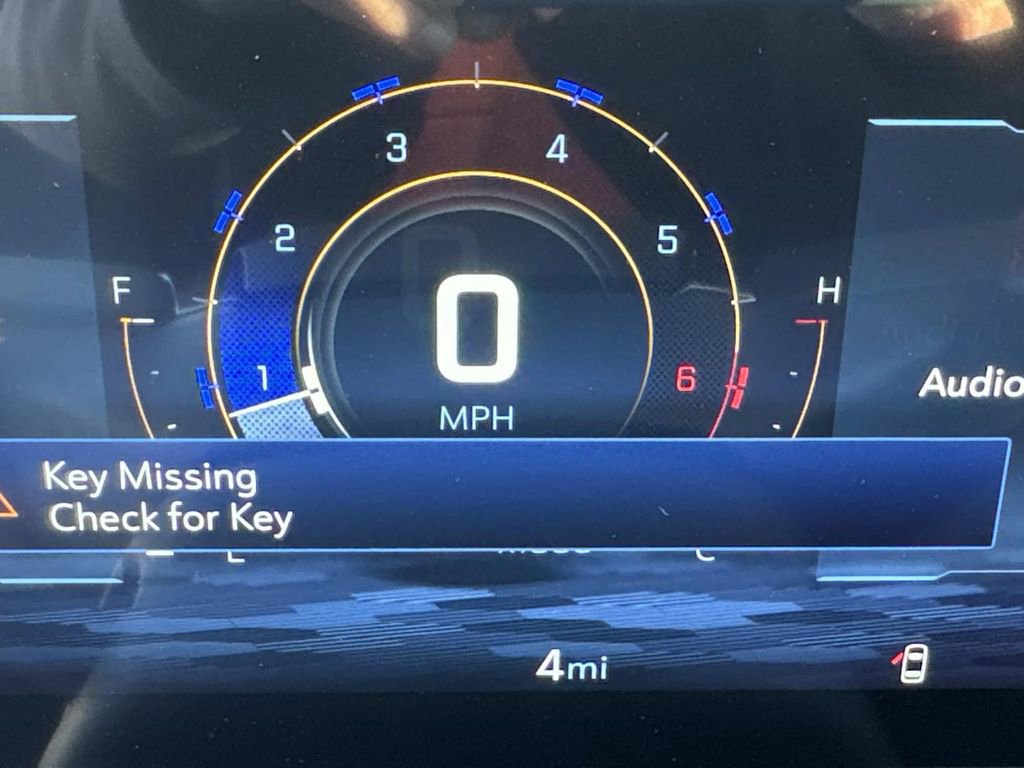 3
4
2
5
F
H
0
1
6
Audio
MPH
Key Missing
Check for Key
4mi